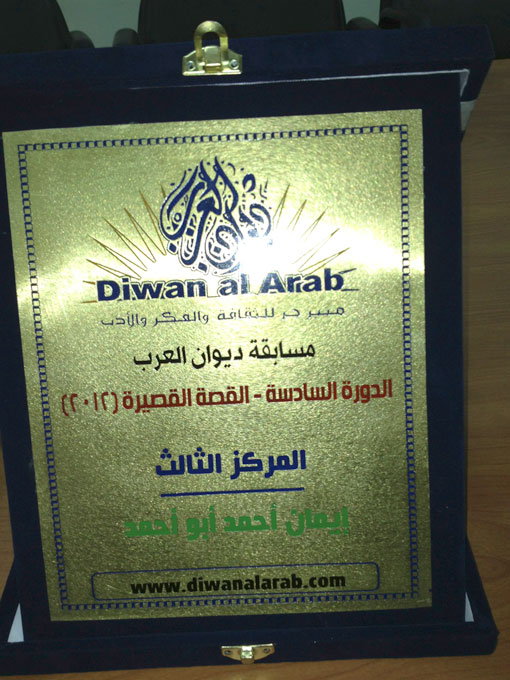 ديوان العرب
Diwan al Arab
منبر حر للثقافة والفكر والأدب
مسابقة ديوان العرب
الدورة السادسة - القصة القصيرة (٢٠١٢)
المركز الثالث
إيمان أحمد أبو أحمد
www.diwanalarab.com